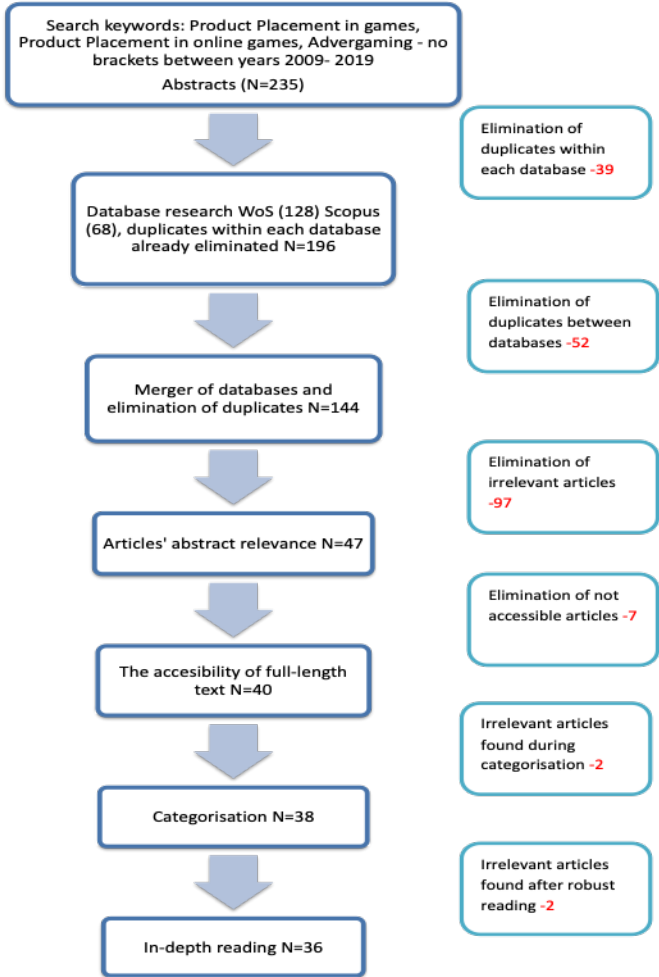 Search keywords: Product Placement in games,
Product Placement in online games, Advergaming - no
brackets between years 2009- 2019
Abstracts (N=235)
Elimination of
duplicates within
each database -39
Database research WoS (128) Scopus
(68), duplicates within each database
already eliminated N=196
Elimination of
duplicates between
databases -52
Merger of databases and
elimination of duplicates N=144
Elimination of
irrelevant articles
-97
Articles' abstract relevance N=47
Elimination of not
accessible articles -7
The accesibility of full-length
text N=40
Irrelevant articles
found during
categorisation -2
Categorisation N=38
Irrelevant articles
found after robust
reading -2
In-depth reading N=36